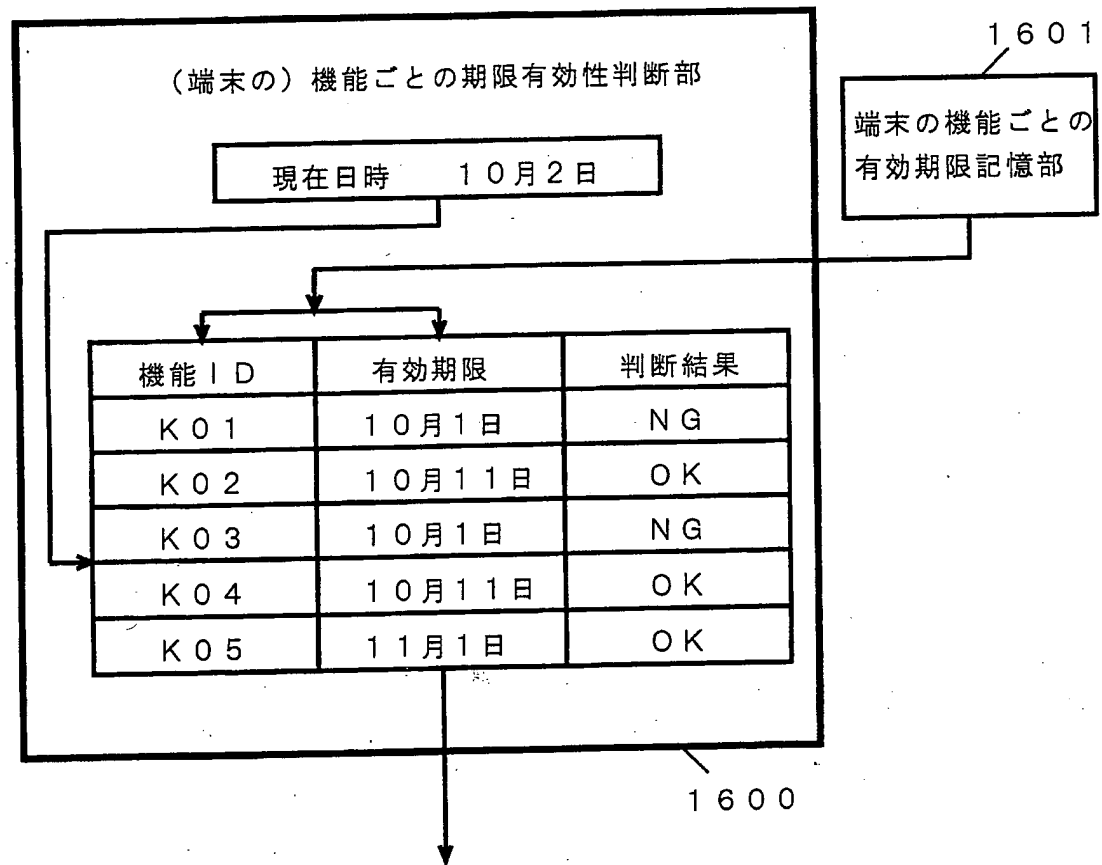 1601
(端末の)機能ごとの期限有効性判断部
端末の機能ごとの
有効期限記憶部
現在日時 10月2日
機能ID 有効期限 判断結果
K01 10月1日 NG
K02 10月11日 OK
K03 10月1日 NG
K04 10月11日 OK
K05 11月1日 OK
1600